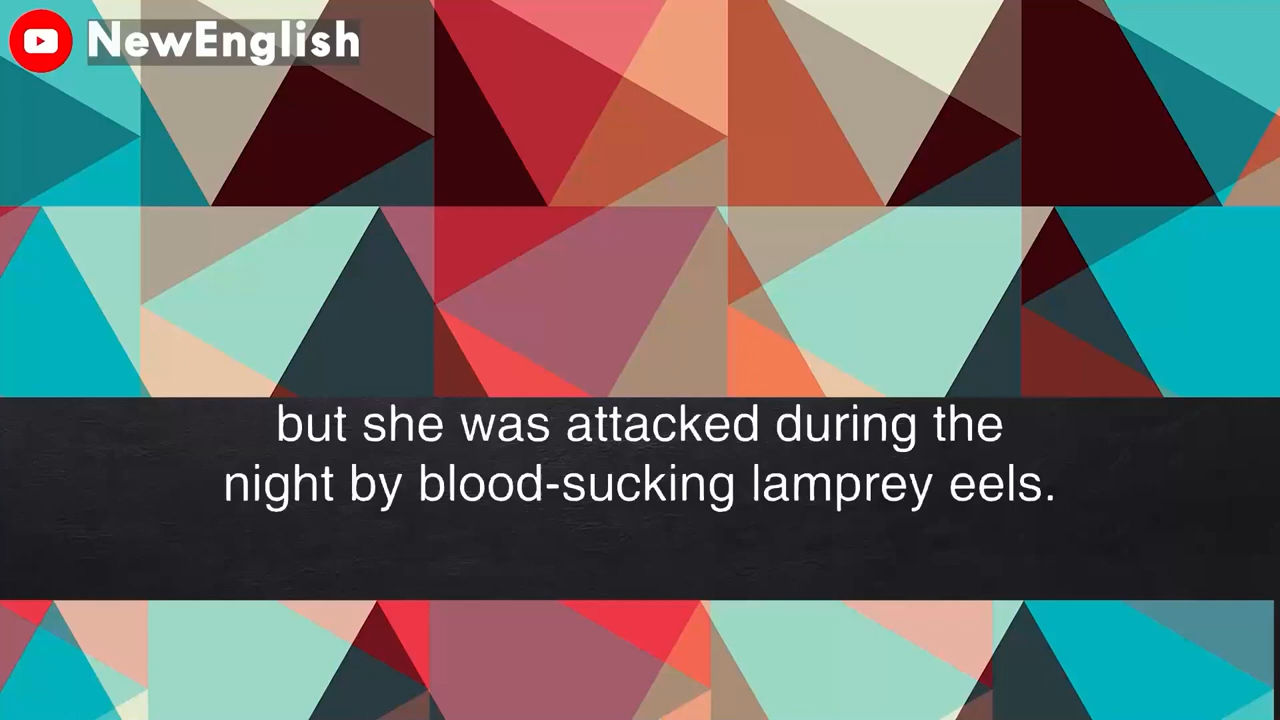 NewEnglish
but she was attacked during the
night by blood-sucking lamprey eels.